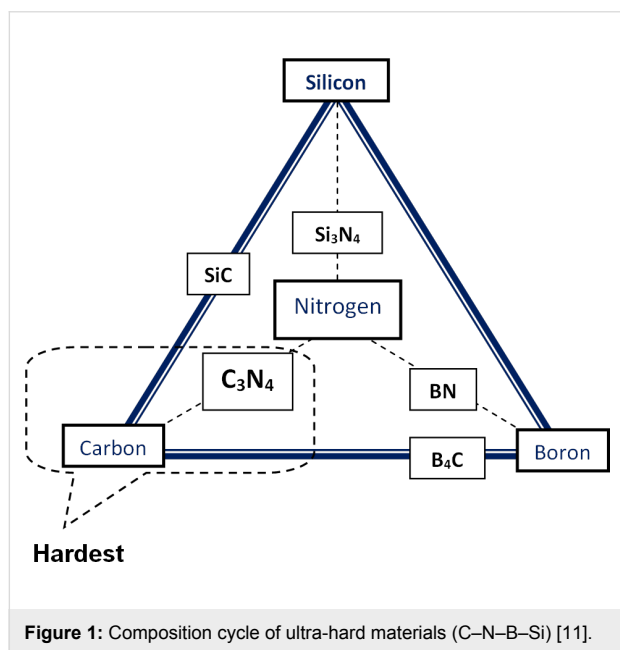 Silicon
Si₃N₄
SiC
Nitrogen
C₃N₄
BN
Carbon
B₄C
Boron
Hardest
Figure 1: Composition cycle of ultra-hard materials (C–N–B–Si) [11].